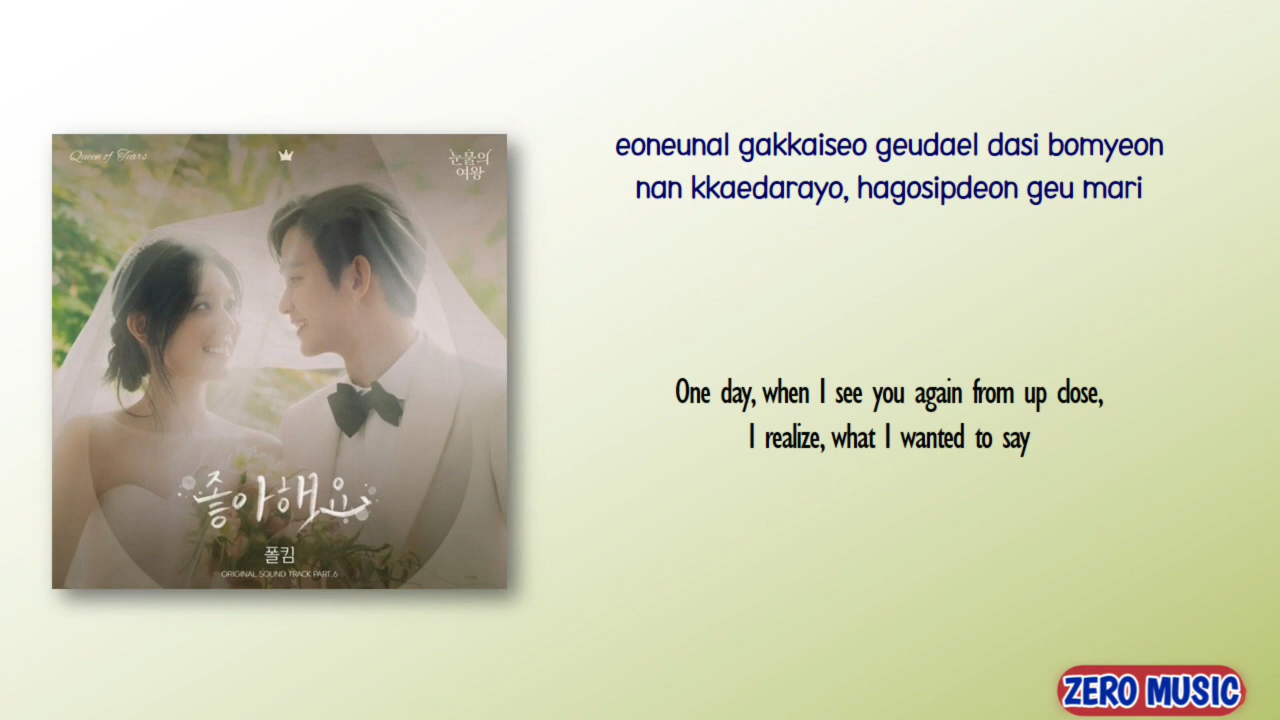 Queen of Tears
눈물의
여왕
좋아해요
폴킴
ORIGINAL SOUND TRACK PART.6
eoneunal gakkaiseo geudael dasi bomyeon
nan kkaedarayo, hagosipdeon geu mari
One day, when I see you again from up close,
I realize, what I wanted to say
ZERO MUSIC